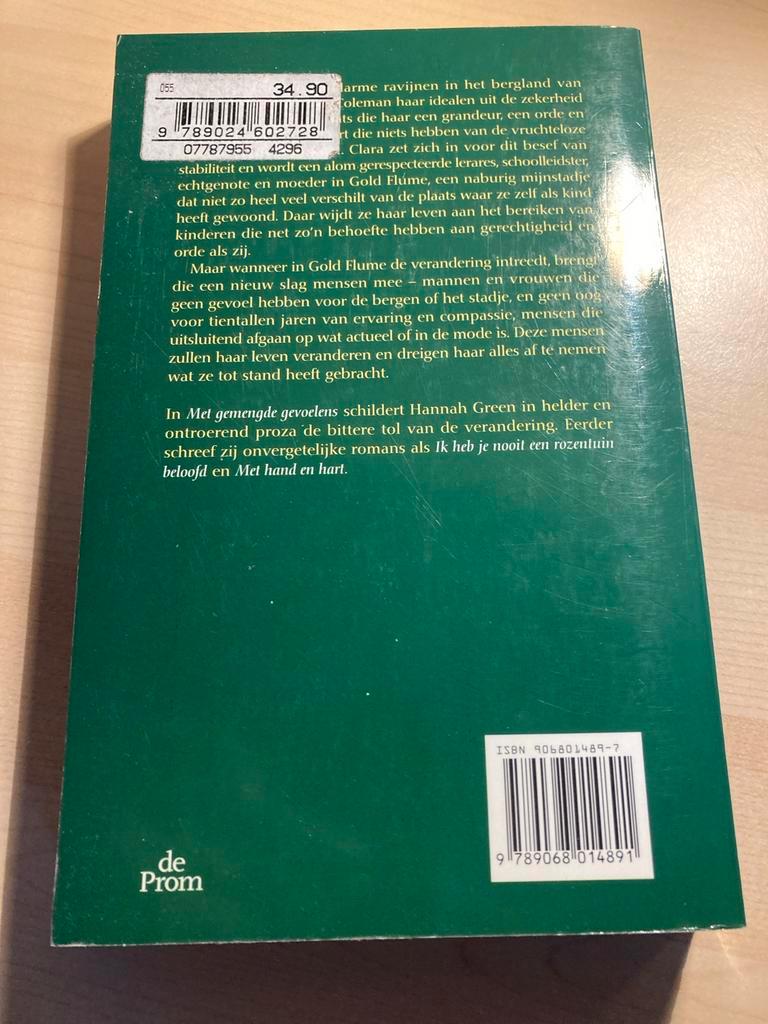 055 34.90
9 789024 602728
07787955 4296
larme ravijnen in het bergland van
Coleman haar idealen uit de zekerheid
ts die haar een grandeur, een orde en
rt die niets hebben van de vruchteloze
Clara zet zich in voor dit besef van
stabiliteit en wordt een alom gerespecteerde lerares, schoolleidster,
echtgenote en moeder in Gold Flume, een naburig mijnstadje
dat niet zo heel veel verschilt van de plaats waar ze zelf als kind
heeft gewoond. Daar wijdt ze haar leven aan het bereiken van
kinderen die net zo'n behoefte hebben aan gerechtigheid en
orde als zij.
Maar wanneer in Gold Flume de verandering intreedt, brengt
die een nieuw slag mensen mee – mannen en vrouwen die
geen gevoel hebben voor de bergen of het stadje, en geen oog
voor tientallen jaren van ervaring en compassie, mensen die
uitsluitend afgaan op wat actueel of in de mode is. Deze mensen
zullen haar leven veranderen en dreigen haar alles af te nemen
wat ze tot stand heeft gebracht.
In Met gemengde gevoelens schildert Hannah Green in helder en
ontroerend proza de bittere tol van de verandering. Eerder
schreef zij onvergetelijke romans als Ik heb je nooit een rozentuin
beloofd en Met hand en hart.
ISBN 906801489-7
9 789068 014891
de
Prom